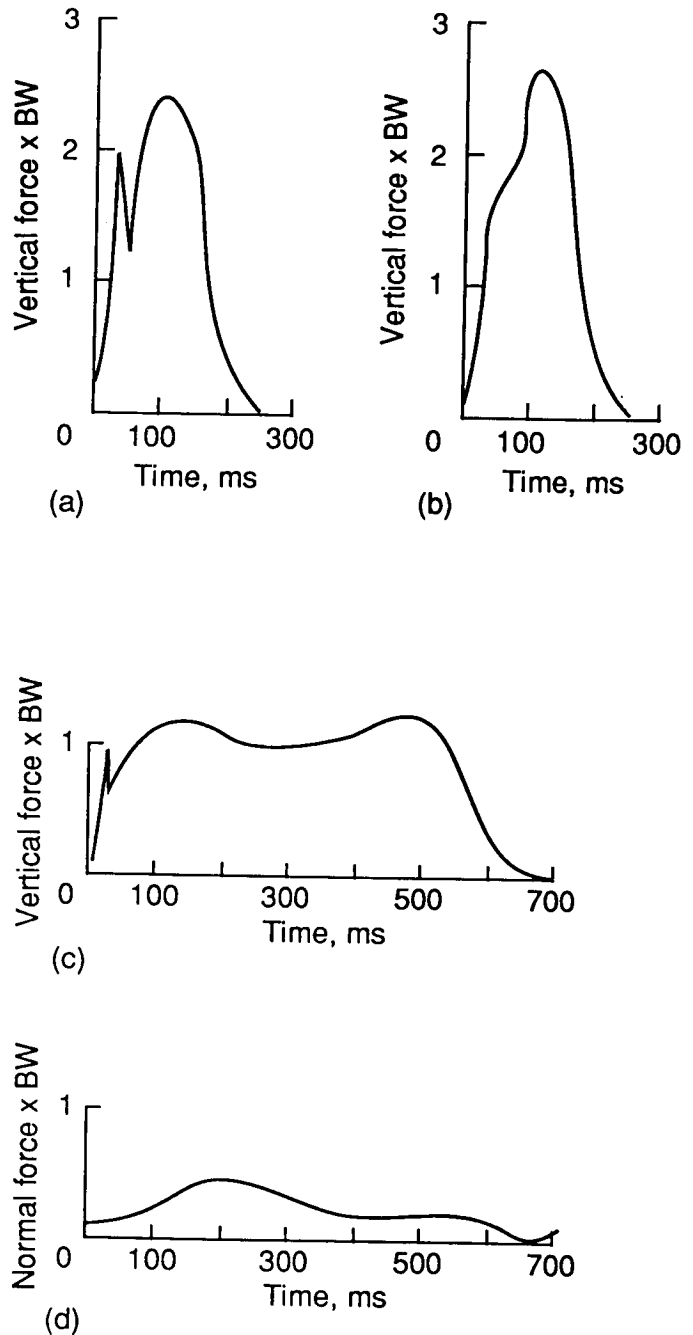 3
2
1
Vertical force x BW
0
100
300
Time, ms
(a)
3
2
1
Vertical force x BW
0
100
300
Time, ms
(b)
1
Vertical force x BW
0
100
300
500
700
Time, ms
(c)
1
Normal force x BW
0
100
300
500
700
Time, ms
(d)